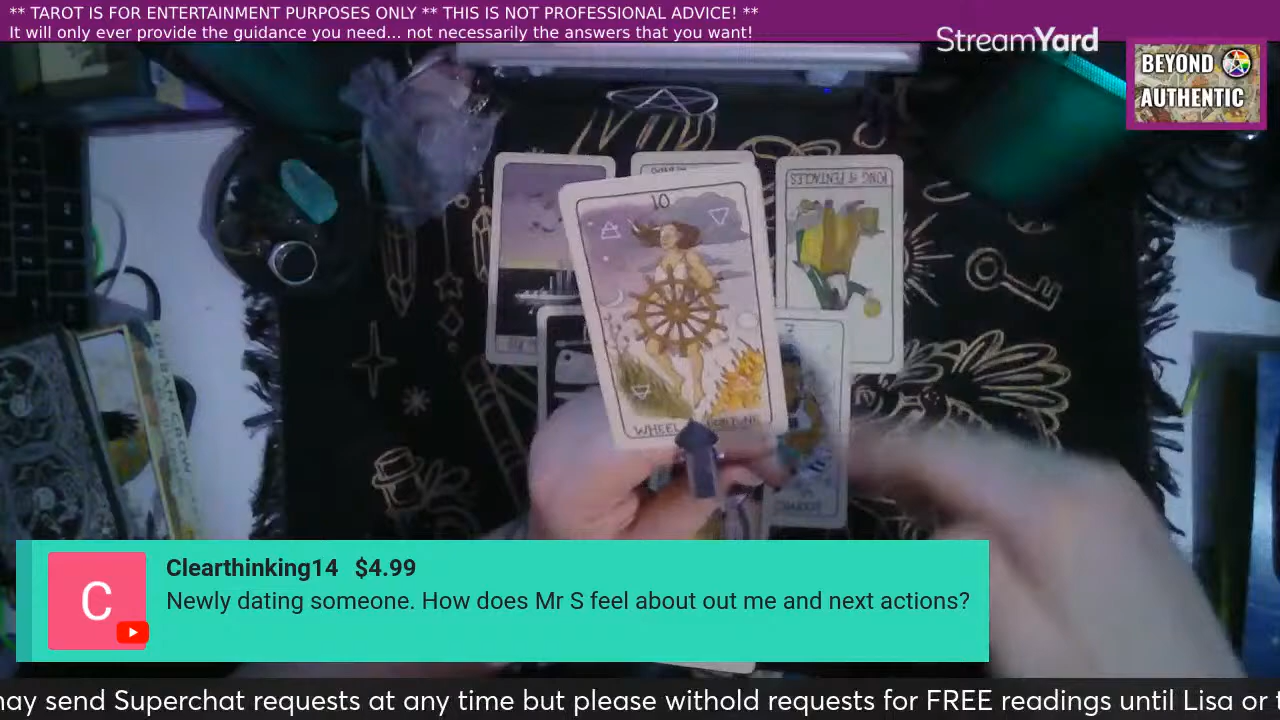 ** TAROT IS FOR ENTERTAINMENT PURPOSES ONLY ** THIS IS NOT PROFESSIONAL ADVICE! **
It will only ever provide the guidance you need... not necessarily the answers that you want!
StreamYard
BEYOND
AUTHENTIC
KING of PENTACLES
10
WHEEL
Clearthinking14 $4.99
Newly dating someone. How does Mr S feel about out me and next actions?
C
may send Superchat requests at any time but please withold requests for FREE readings until Lisa or